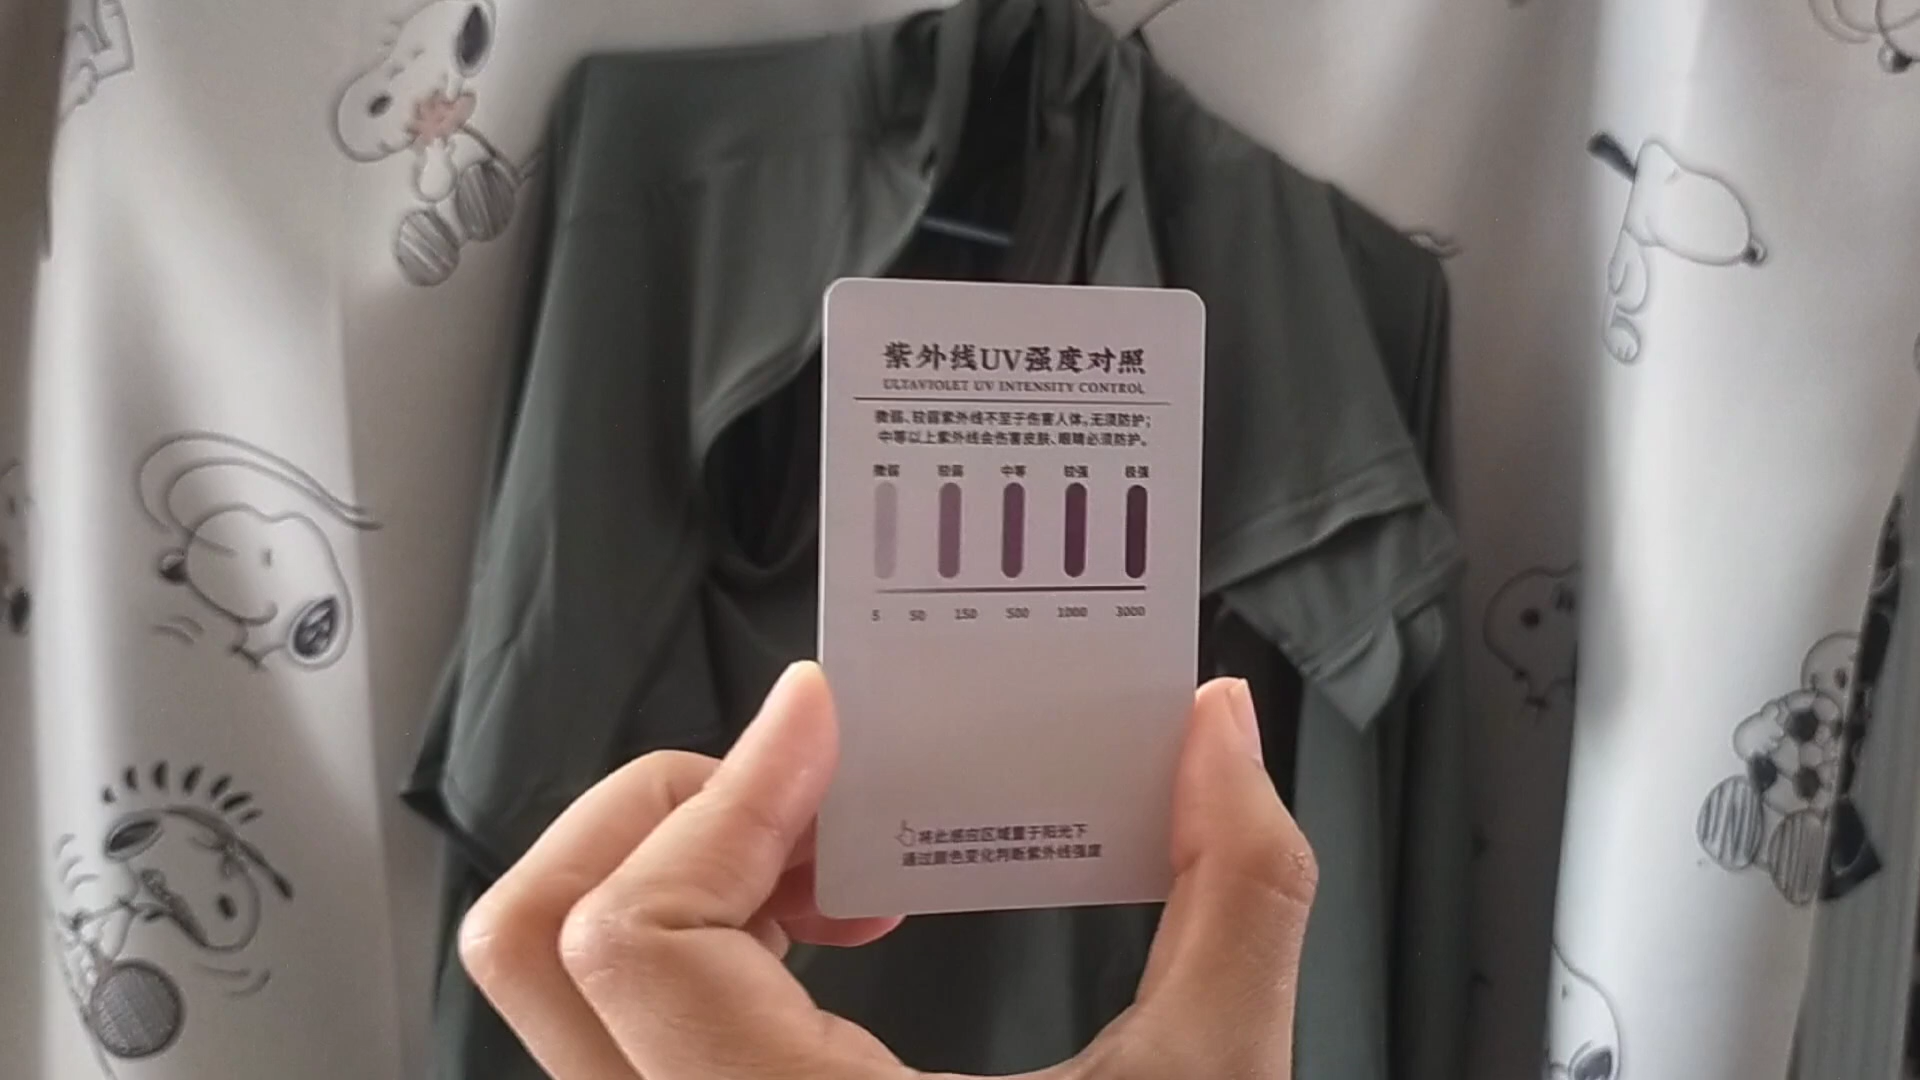 紫外线UV强度对照
ULTAVIOLET UV INTENSITY CONTROL
微弱、较弱紫外线不至于伤害人体,无须防护;
中等以上紫外线会伤害皮肤、眼睛必须防护。
微弱 较弱 中等 较强 极强
5 50 150 500 1000 3000
将此感应区域置于阳光下
通过颜色变化判断紫外线强度